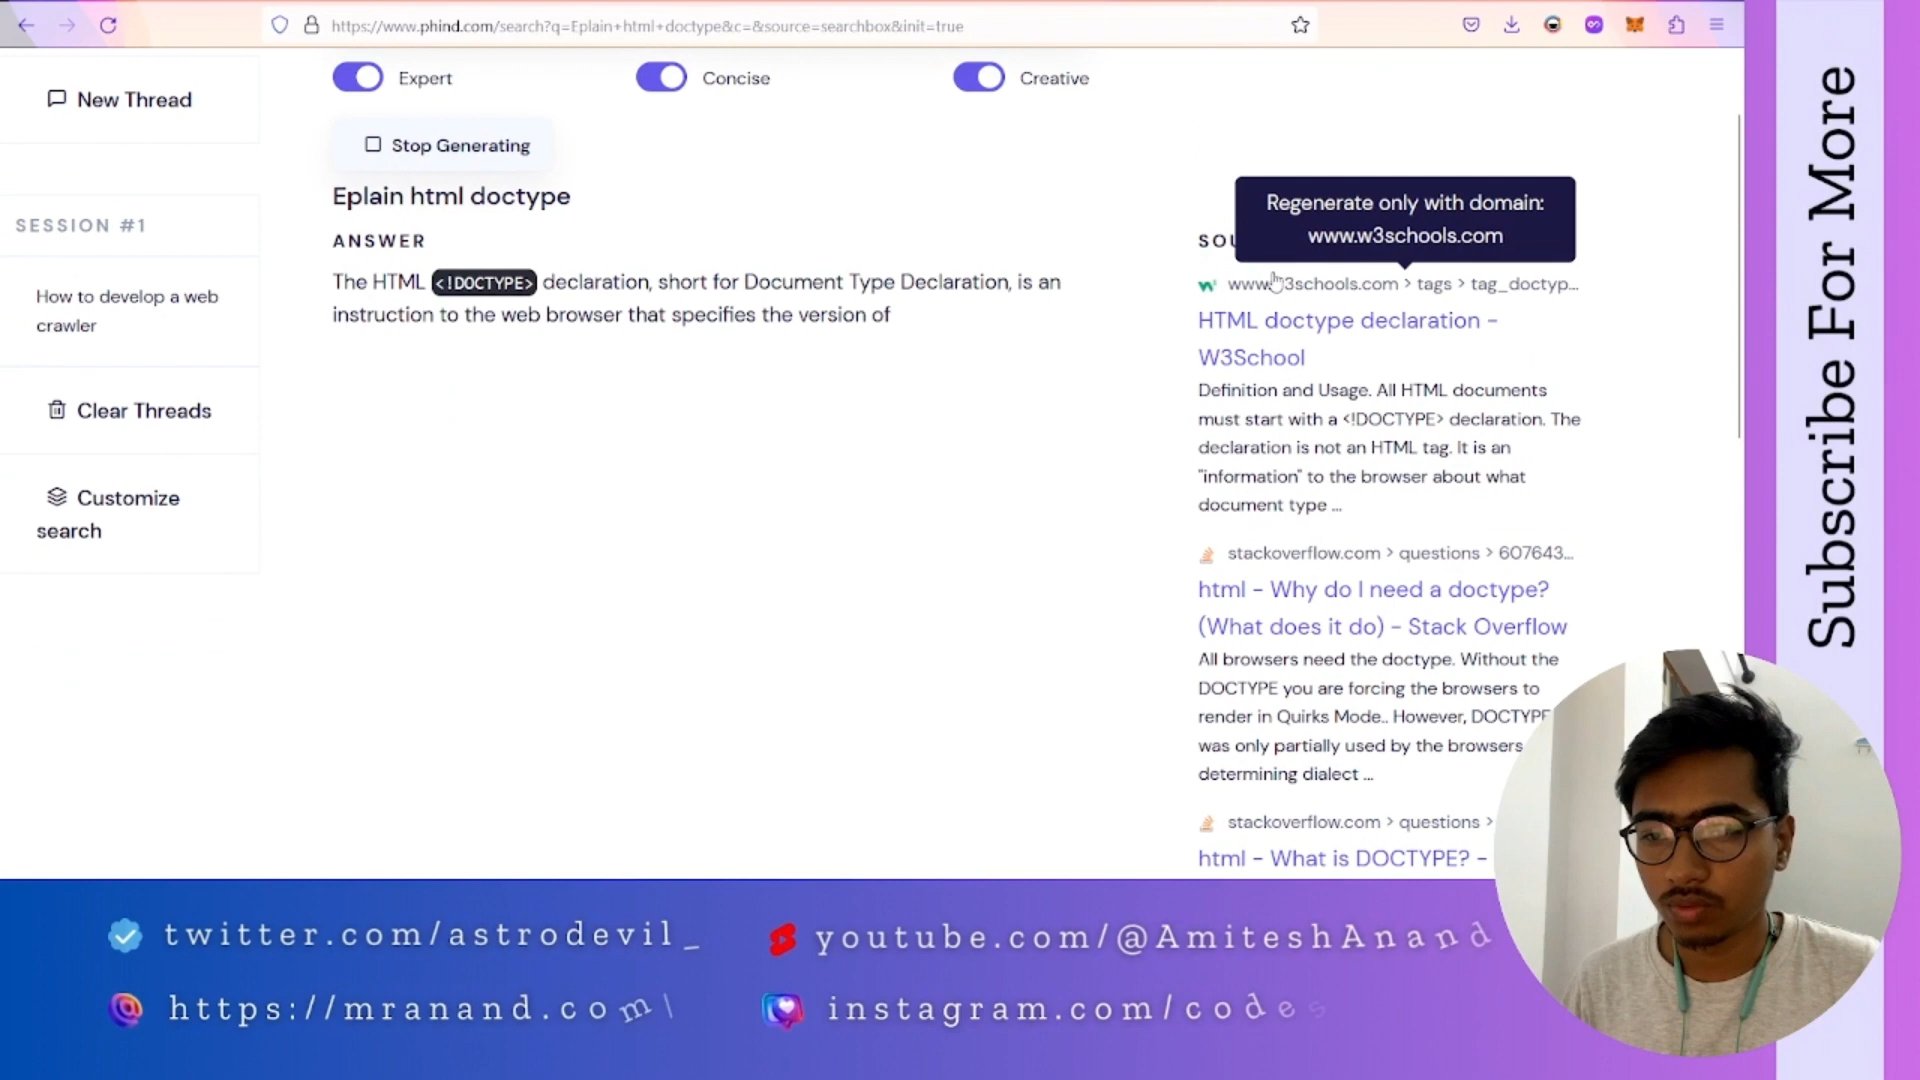 https://www.phind.com/search?q=Eplain+html+doctype&c=&source=searchbox&init=true
New Thread
SESSION #1
How to develop a web
crawler
Clear Threads
Customize
search
Expert
Concise
Creative
Stop Generating
Eplain html doctype
ANSWER
The HTML <!DOCTYPE> declaration, short for Document Type Declaration, is an
instruction to the web browser that specifies the version of
Regenerate only with domain:
www.w3schools.com
SOU
www.w3schools.com > tags > tag_doctyp...
HTML doctype declaration -
W3School
Definition and Usage. All HTML documents
must start with a <!DOCTYPE> declaration. The
declaration is not an HTML tag. It is an
"information" to the browser about what
document type ...
stackoverflow.com > questions > 607643...
html - Why do I need a doctype?
(What does it do) - Stack Overflow
All browsers need the doctype. Without the
DOCTYPE you are forcing the browsers to
render in Quirks Mode.. However, DOCTYPE
was only partially used by the browsers
determining dialect ...
stackoverflow.com > questions >
html - What is DOCTYPE? -
Subscribe For More
twitter.com/astrodevil_
youtube.com/@AmiteshAnand
https://mranand.com\
instagram.com/codes